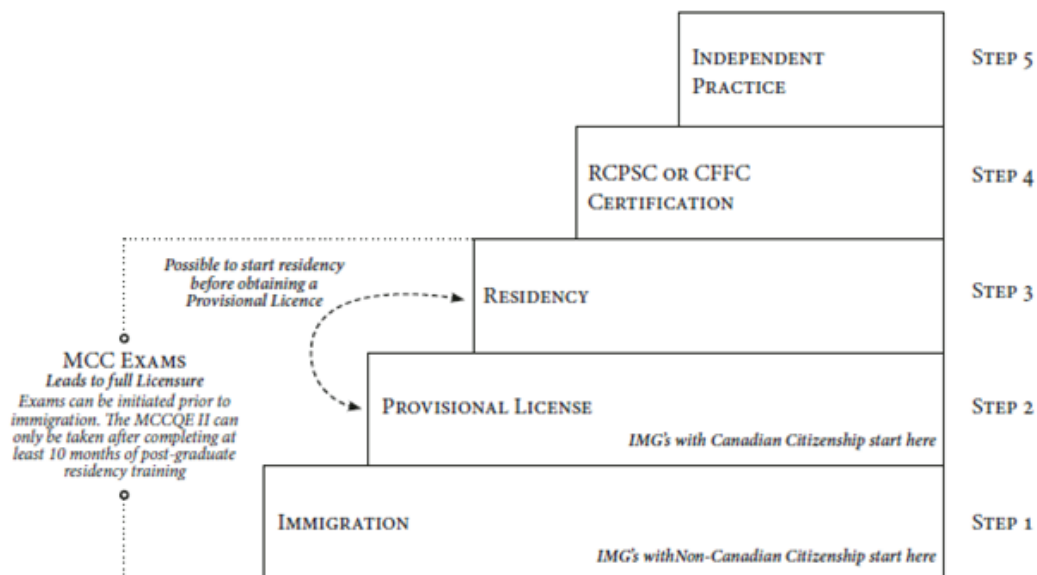 INDEPENDENT
PRACTICE
STEP 5
RCPSC OR CFFC
CERTIFICATION
STEP 4
Possible to start residency
before obtaining a
Provisional Licence
RESIDENCY
STEP 3
MCC EXAMS
Leads to full Licensure
Exams can be initiated prior to
immigration. The MCCQE II can
only be taken after completing at
least 10 months of post-graduate
residency training
PROVISIONAL LICENSE
IMG's with Canadian Citizenship start here
STEP 2
IMMIGRATION
IMG's withNon-Canadian Citizenship start here
STEP 1